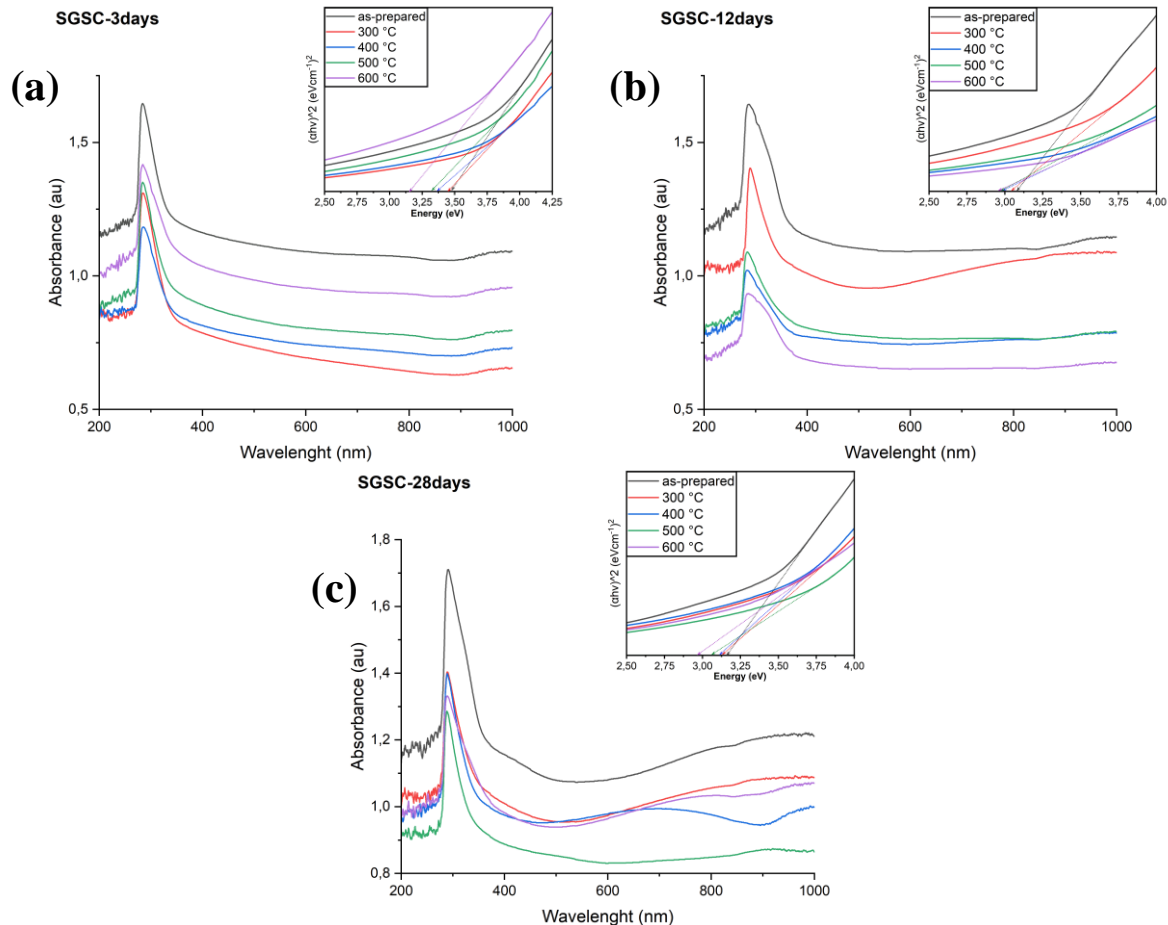 SGSC-3days
(a)
as-prepared
300 °C
400 °C
500 °C
600 °C
(αhν)^2 (eVcm⁻¹)²
2,50 2,75 3,00 3,25 3,50 3,75 4,00 4,25
Energy (eV)
Absorbance (au)
1,5
1,0
0,5
200 400 600 800 1000
Wavelenght (nm)
SGSC-12days
(b)
as-prepared
300 °C
400 °C
500 °C
600 °C
(αhν)^2 (eVcm⁻¹)²
2,50 2,75 3,00 3,25 3,50 3,75 4,00
Energy (eV)
Absorbance (au)
1,5
1,0
0,5
200 400 600 800 1000
Wavelenght (nm)
SGSC-28days
(c)
as-prepared
300 °C
400 °C
500 °C
600 °C
(αhν)^2 (eVcm⁻¹)²
2,50 2,75 3,00 3,25 3,50 3,75 4,00
Energy (eV)
Absorbance (au)
1,8
1,6
1,4
1,2
1,0
0,8
200 400 600 800 1000
Wavelenght (nm)